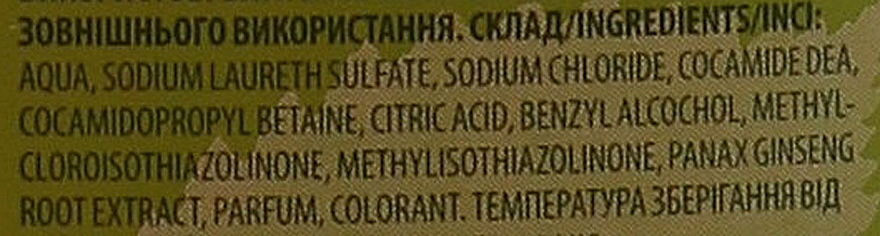 ЗОВНІШНЬОГО ВИКОРИСТАННЯ. СКЛАД/INGREDIENTS/INCI:
AQUA, SODIUM LAURETH SULFATE, SODIUM CHLORIDE, COCAMIDE DEA,
COCAMIDOPROPYL BETAINE, CITRIC ACID, BENZYL ALCOCHOL, METHYL-
CLOROISOTHIAZOLINONE, METHYLISOTHIAZOLINONE, PANAX GINSENG
ROOT EXTRACT, PARFUM, COLORANT. ТЕМПЕРАТУРА ЗБЕРІГАННЯ ВІД